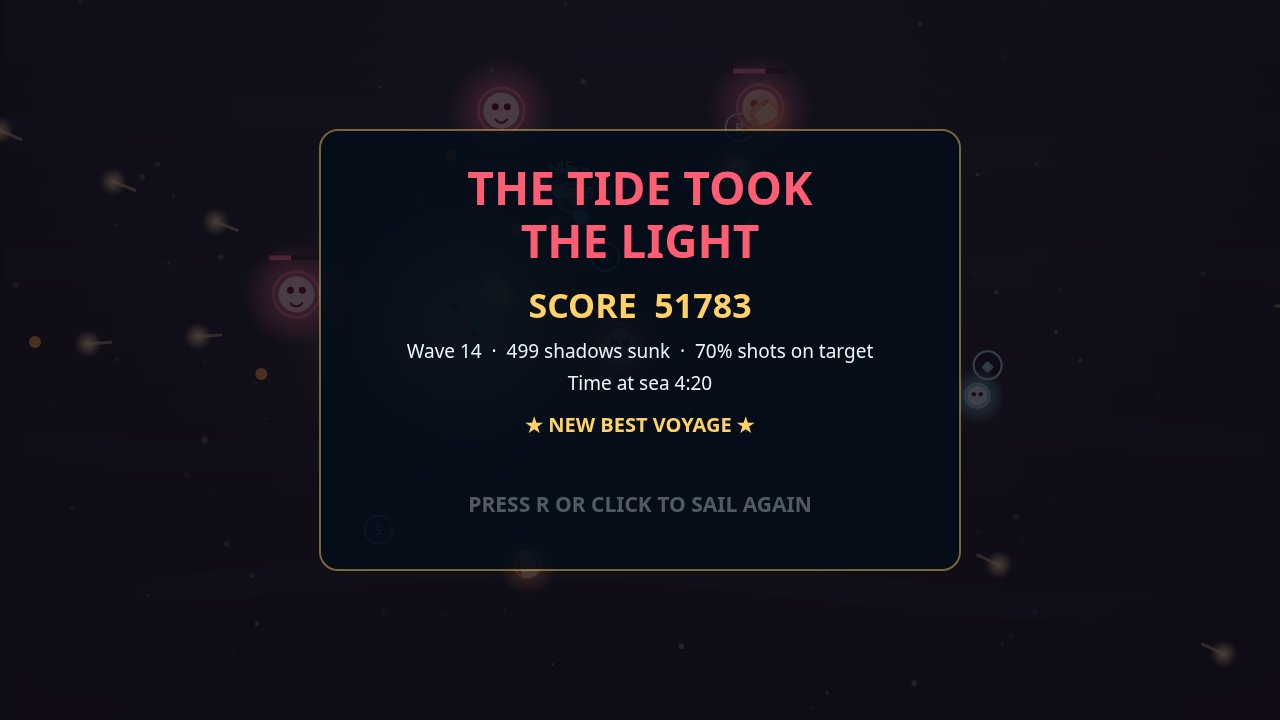 THE TIDE TOOK
THE LIGHT
SCORE 51783
Wave 14 · 499 shadows sunk · 70% shots on target
Time at sea 4:20
★ NEW BEST VOYAGE ★
PRESS R OR CLICK TO SAIL AGAIN
S